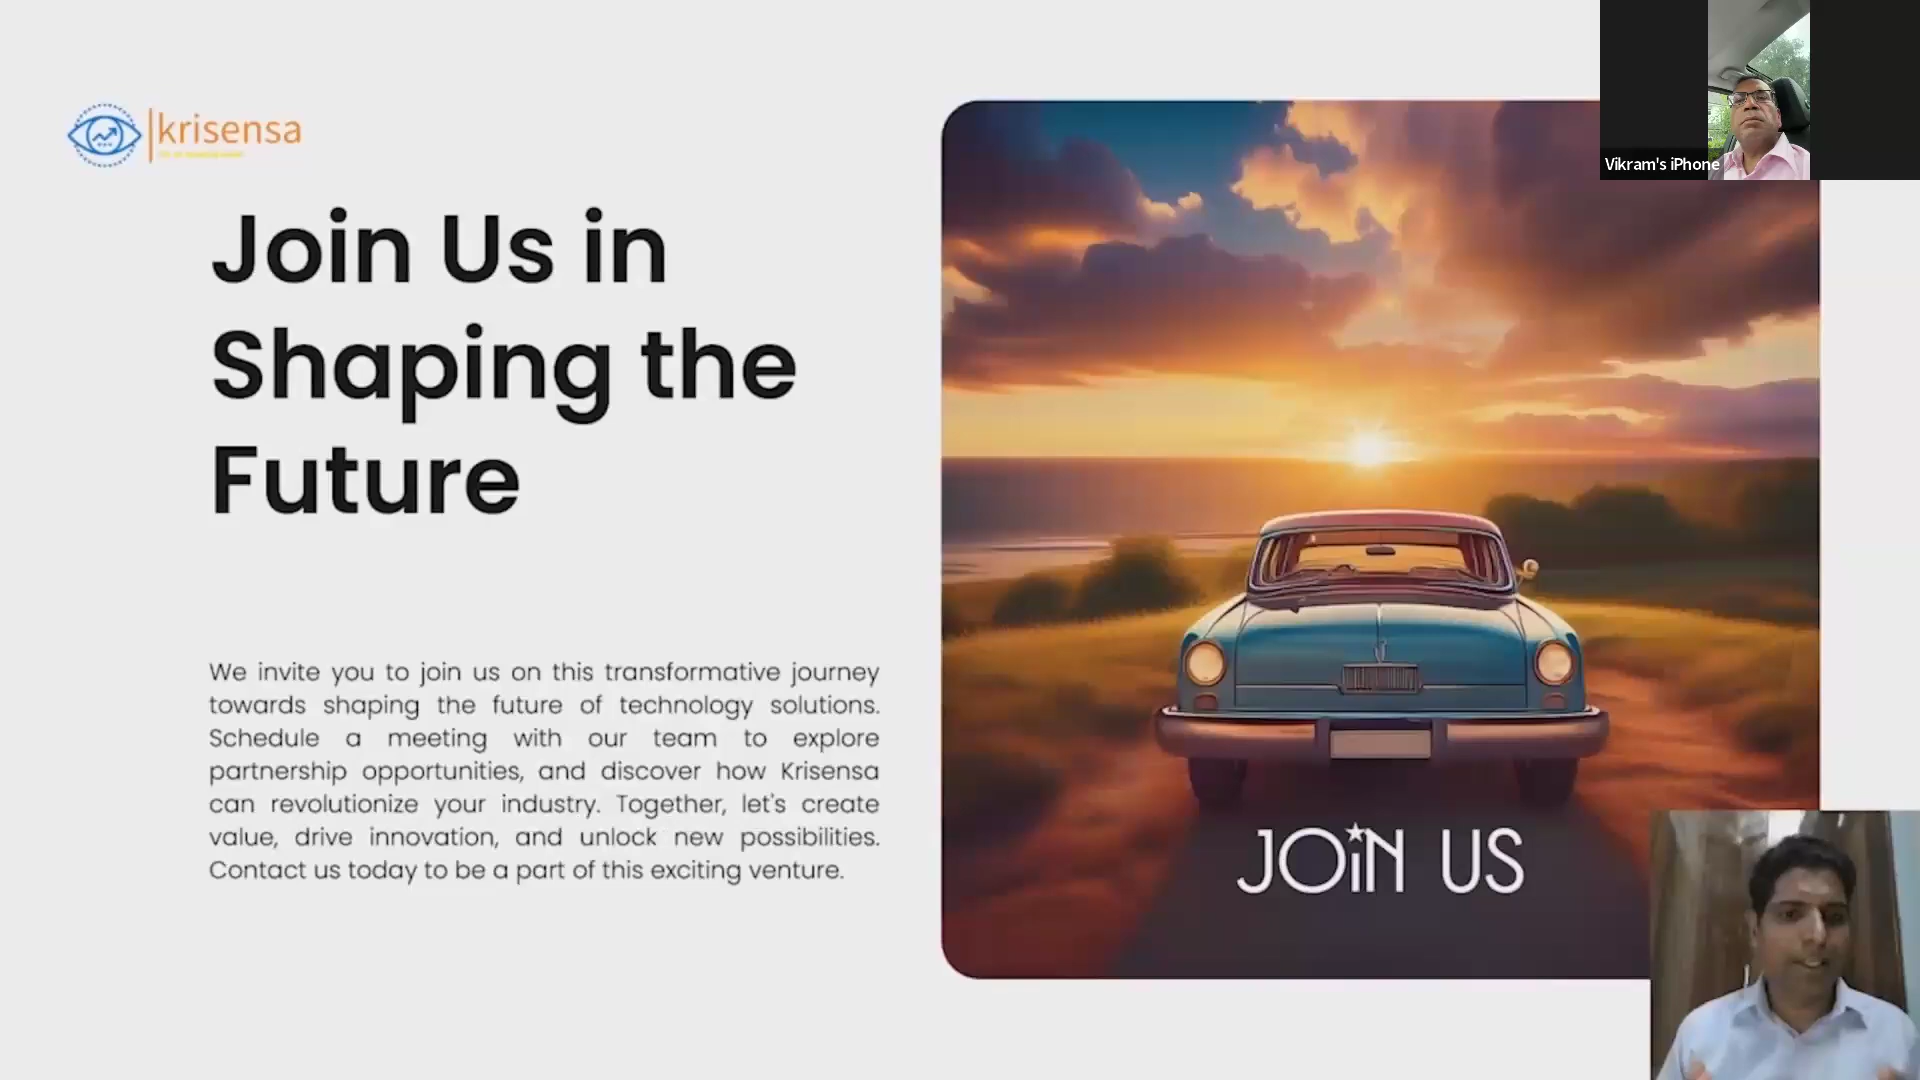 krisensa
Join Us in
Shaping the
Future
We invite you to join us on this transformative journey
towards shaping the future of technology solutions.
Schedule a meeting with our team to explore
partnership opportunities, and discover how Krisensa
can revolutionize your industry. Together, let's create
value, drive innovation, and unlock new possibilities.
Contact us today to be a part of this exciting venture.
JOiN US
Vikram's iPhone